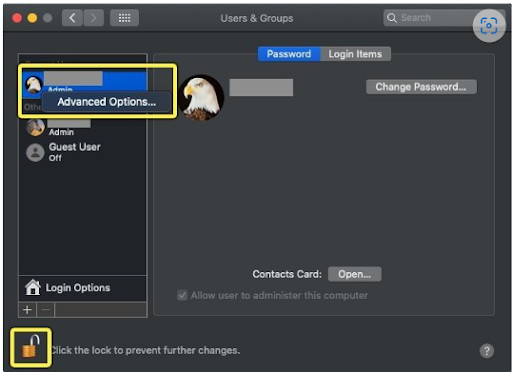 Users & Groups
Search
Password
Login Items
Admin
Advanced Options...
Othe
Change Password...
Admin
Guest User
Off
Contacts Card:
Open...
Login Options
Allow user to administer this computer
+
−
Click the lock to prevent further changes.
?